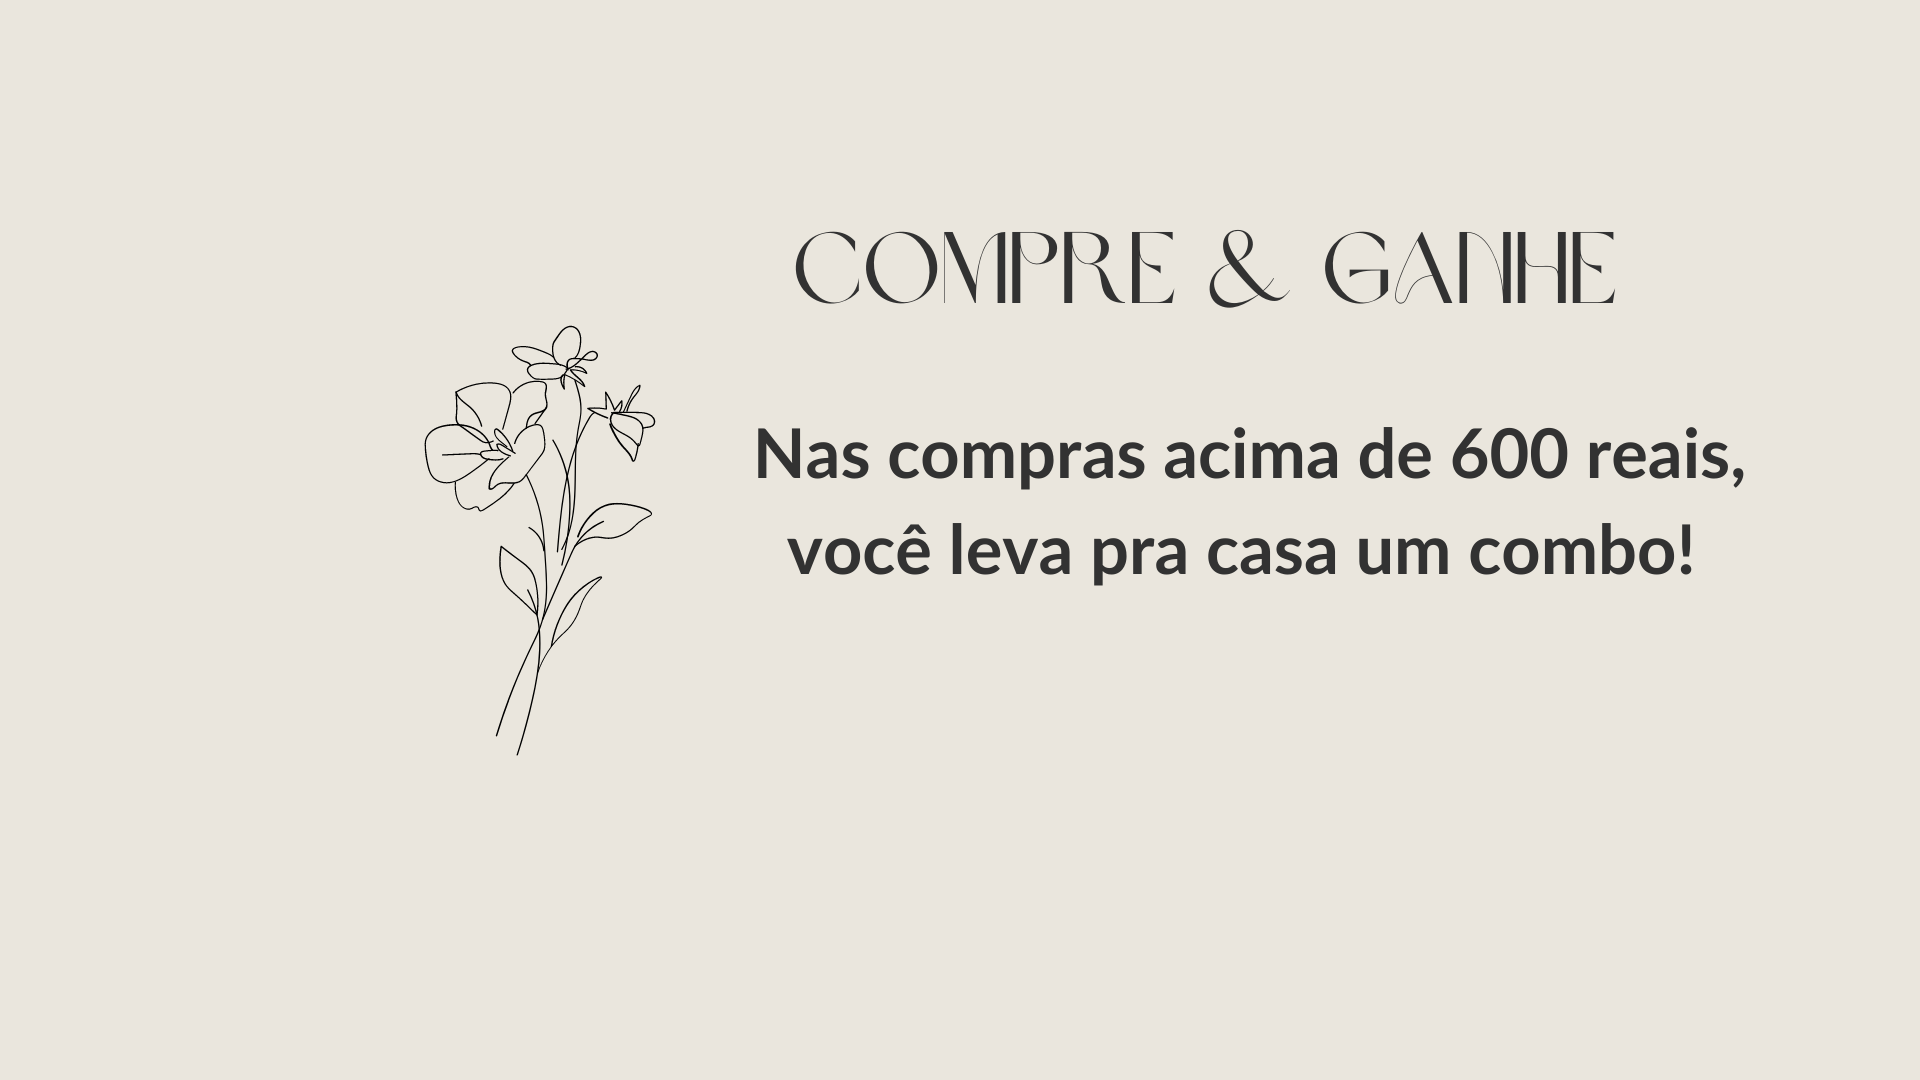 COMPRE & GANHE
Nas compras acima de 600 reais,
você leva pra casa um combo!